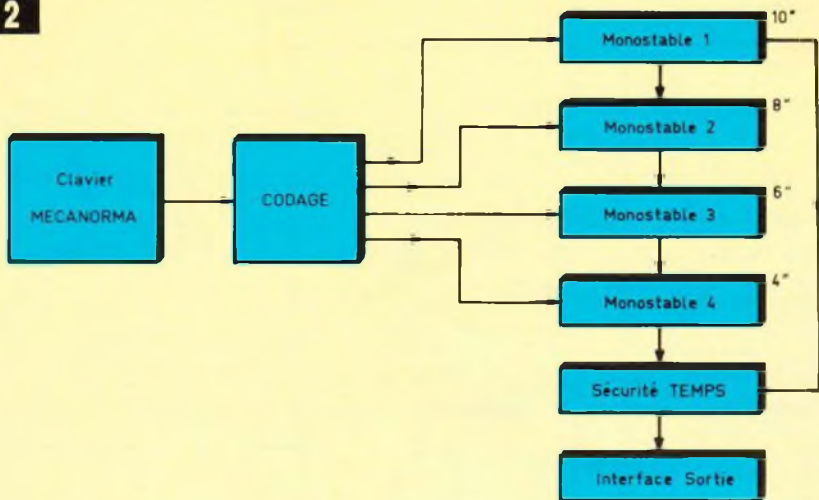 2
Clavier
MECANORMA
CODAGE
Monostable 1
10"
Monostable 2
8"
Monostable 3
6"
Monostable 4
4"
Sécurité TEMPS
Interface Sortie